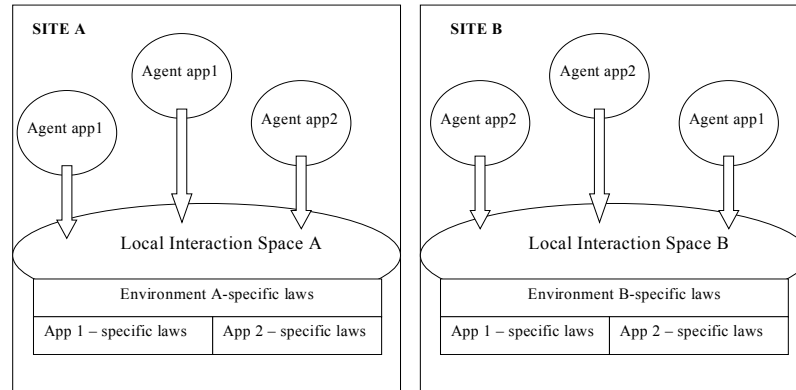 SITE A
Agent app1
Agent app1
Agent app2
Local Interaction Space A
Environment A-specific laws
App 1 – specific laws
App 2 – specific laws
SITE B
Agent app2
Agent app2
Agent app1
Local Interaction Space B
Environment B-specific laws
App 1 – specific laws
App 2 – specific laws